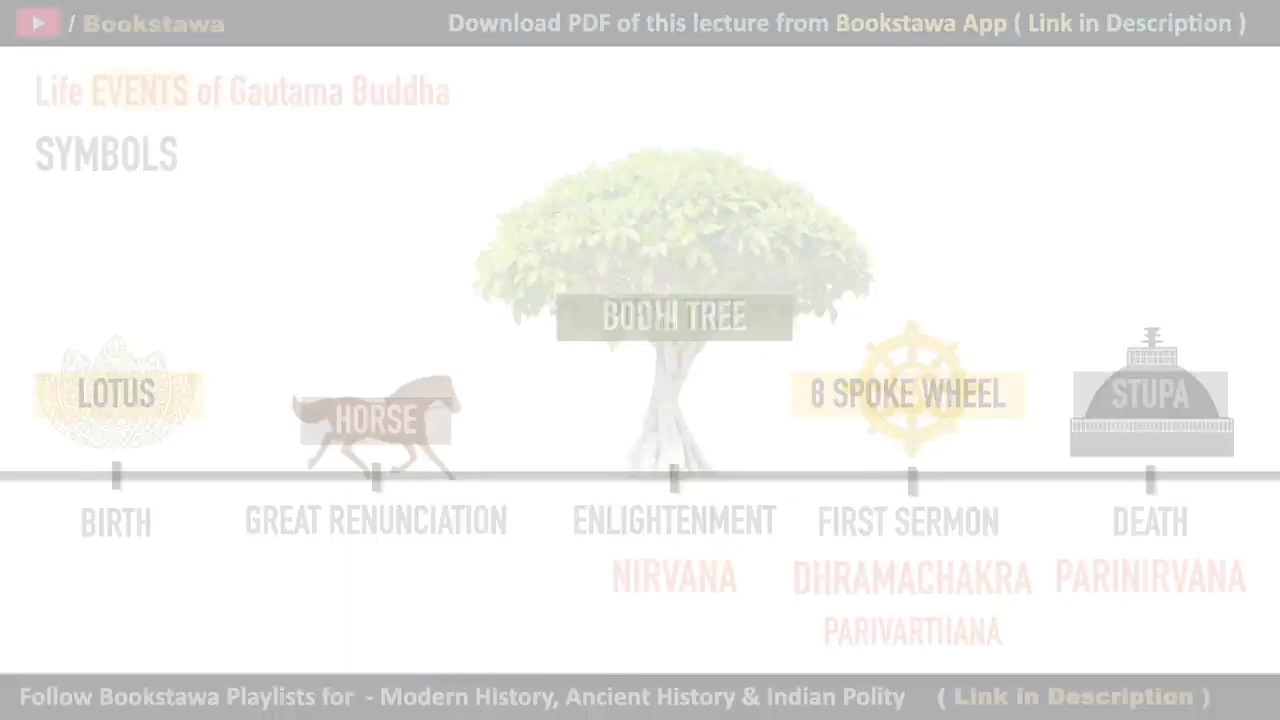 / Bookstawa
Download PDF of this lecture from Bookstawa App ( Link in Description )
Life EVENTS of Gautama Buddha
SYMBOLS
BODHI TREE
LOTUS
HORSE
8 SPOKE WHEEL
STUPA
BIRTH
GREAT RENUNCIATION
ENLIGHTENMENT
FIRST SERMON
DEATH
NIRVANA
DHRAMACHAKRA
PARINIRVANA
PARIVARTHANA
Follow Bookstawa Playlists for - Modern History, Ancient History & Indian Polity ( Link in Description )